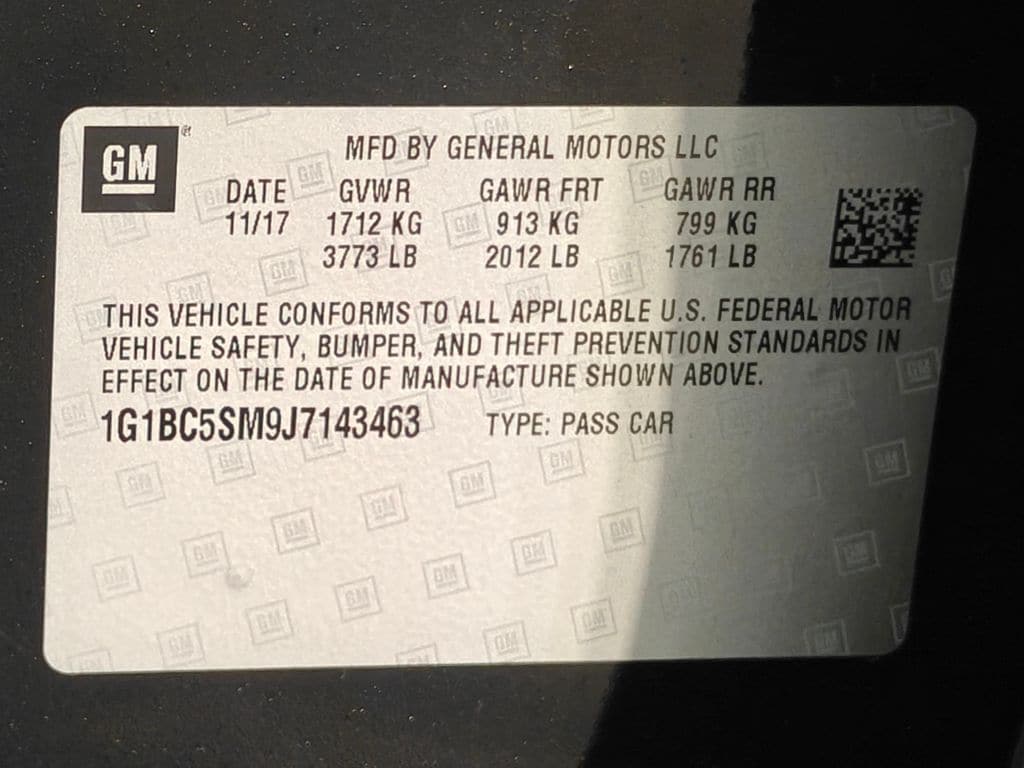 GM
MFD BY GENERAL MOTORS LLC
DATE GVWR GAWR FRT GAWR RR
11/17 1712 KG 913 KG 799 KG
3773 LB 2012 LB 1761 LB
THIS VEHICLE CONFORMS TO ALL APPLICABLE U.S. FEDERAL MOTOR
VEHICLE SAFETY, BUMPER, AND THEFT PREVENTION STANDARDS IN
EFFECT ON THE DATE OF MANUFACTURE SHOWN ABOVE.
1G1BC5SM9J7143463 TYPE: PASS CAR